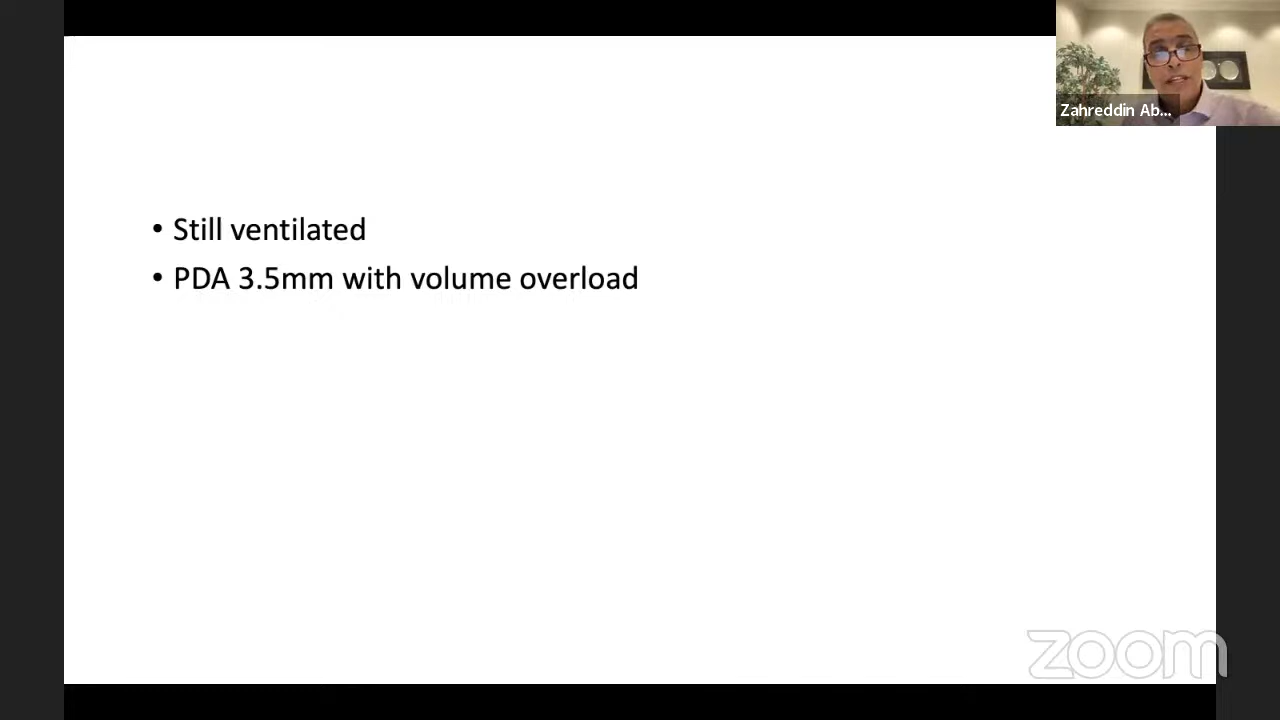 Zahreddin Ab...
• Still ventilated
• PDA 3.5mm with volume overload
zoom